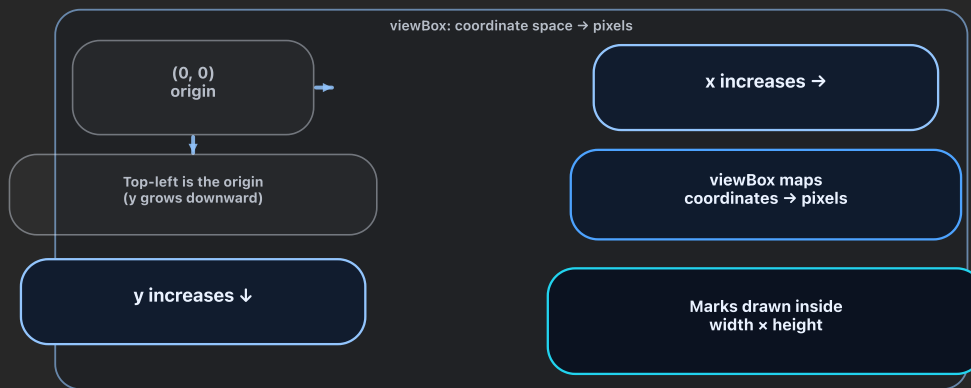 viewBox: coordinate space → pixels
(0, 0)
origin
x increases →
Top-left is the origin
(y grows downward)
viewBox maps
coordinates → pixels
y increases ↓
Marks drawn inside
width × height